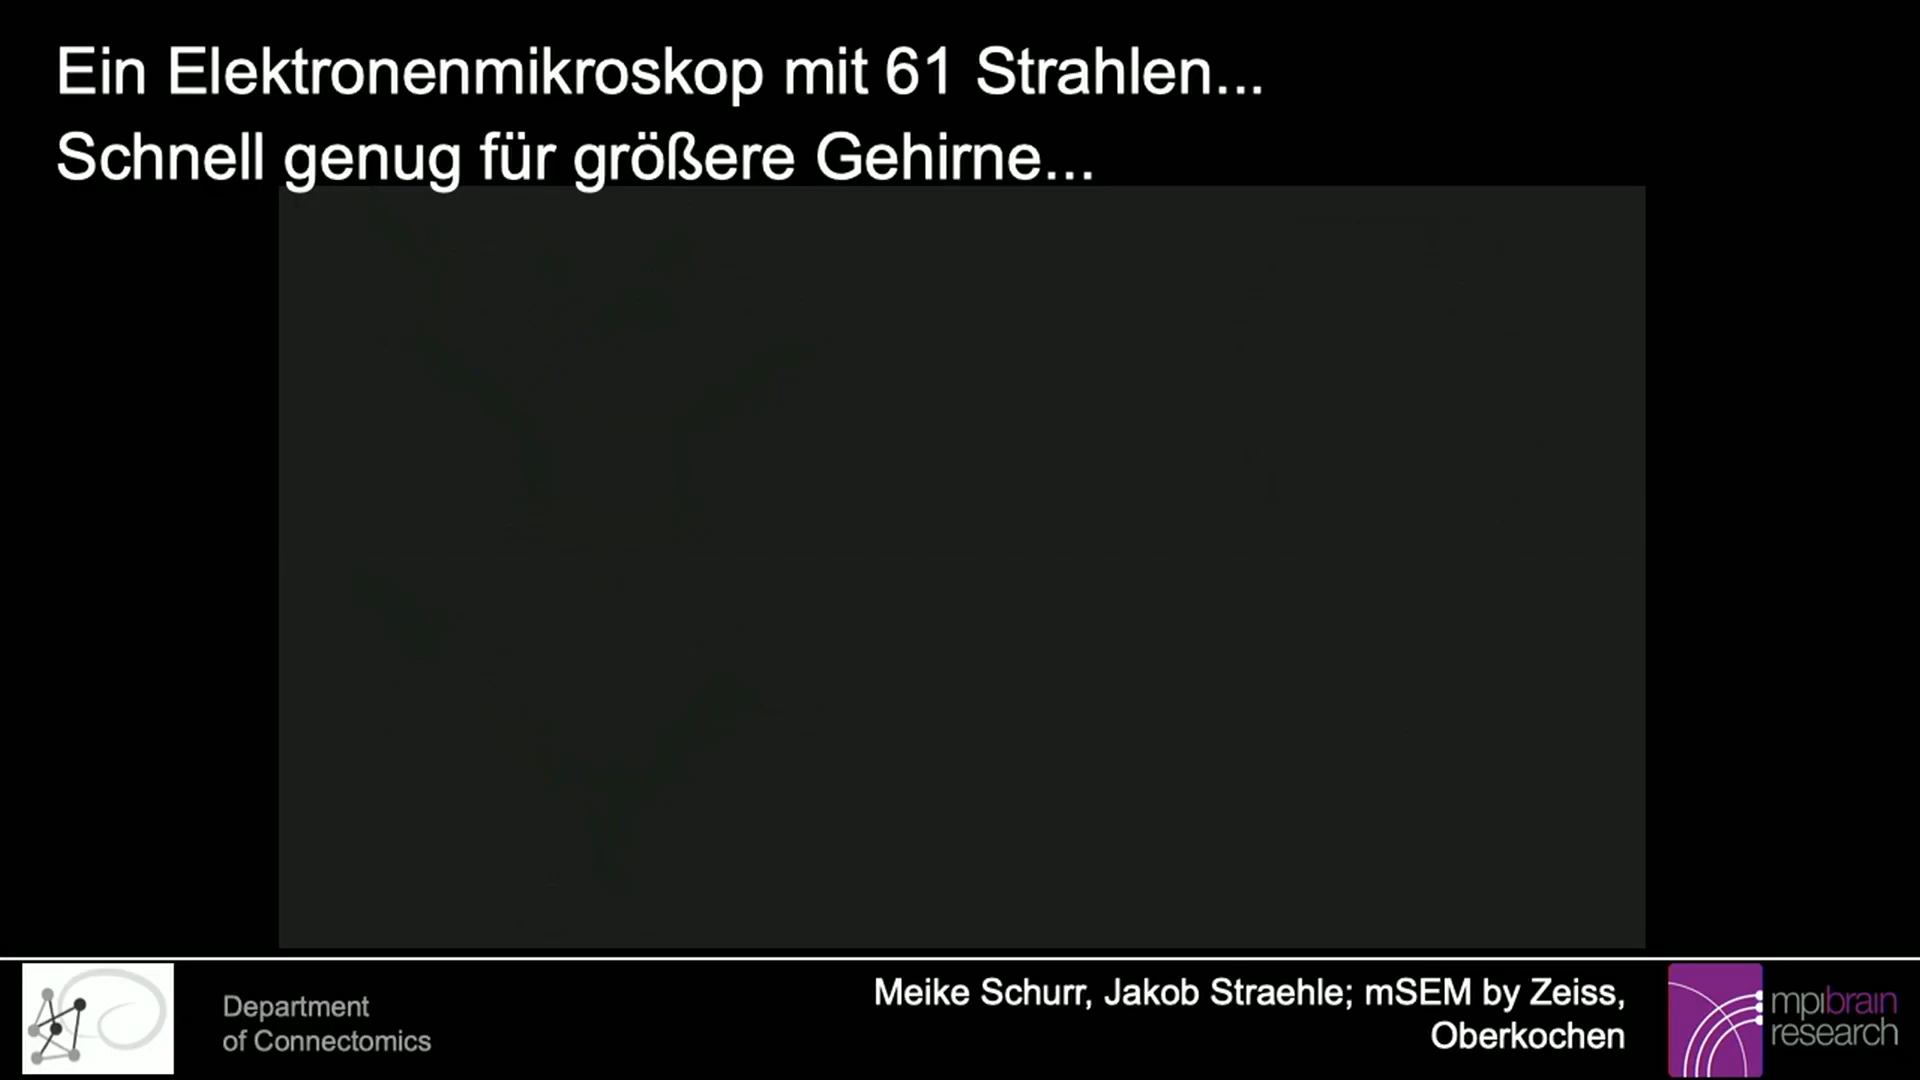 Ein Elektronenmikroskop mit 61 Strahlen...
Schnell genug für größere Gehirne...
Department
of Connectomics
Meike Schurr, Jakob Straehle; mSEM by Zeiss,
Oberkochen
mpibrain
research